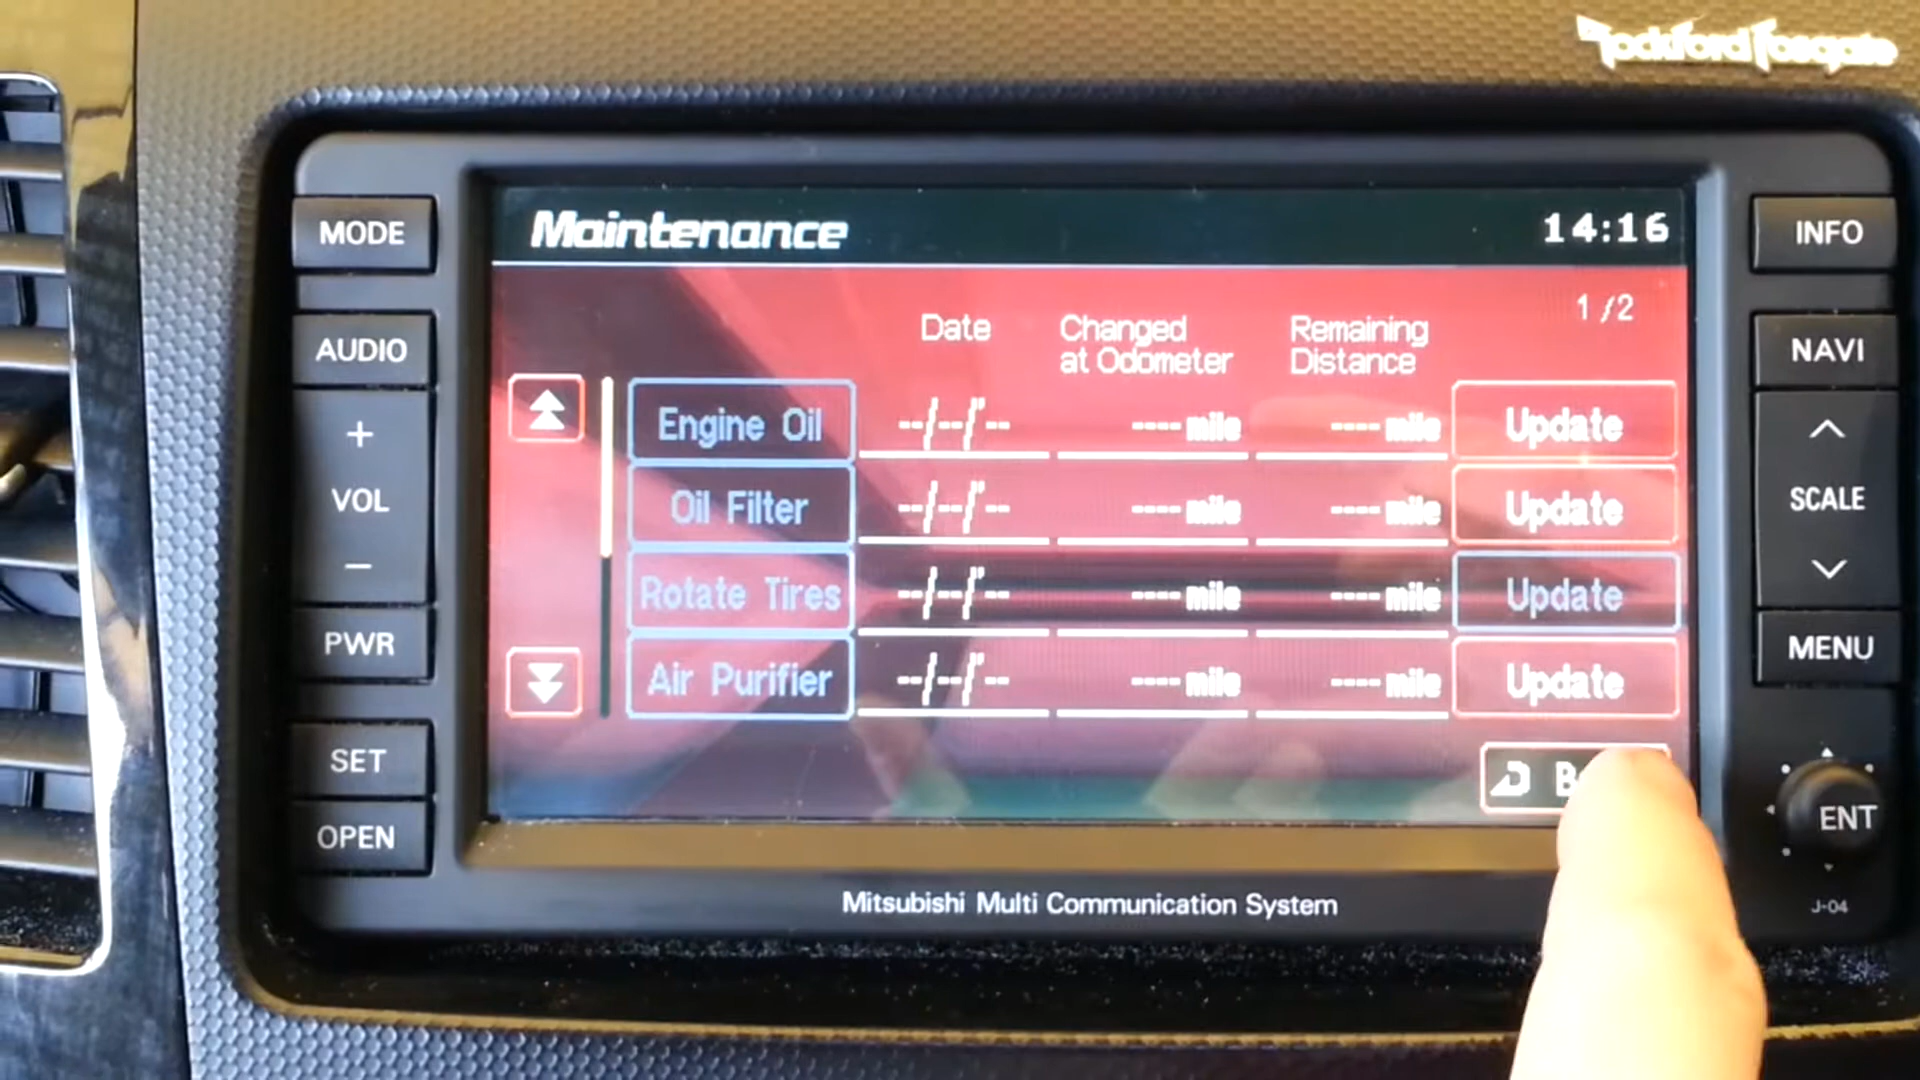 Rockford Fosgate
MODE
AUDIO
+
VOL
−
PWR
SET
OPEN
Maintenance 14:16
1/2
Date Changed at Odometer Remaining Distance
Engine Oil --/--/'-- ---- mile ---- mile Update
Oil Filter --/--/'-- ---- mile ---- mile Update
Rotate Tires --/--/'-- ---- mile ---- mile Update
Air Purifier --/--/'-- ---- mile ---- mile Update
INFO
NAVI
SCALE
MENU
ENT
J-04
Mitsubishi Multi Communication System